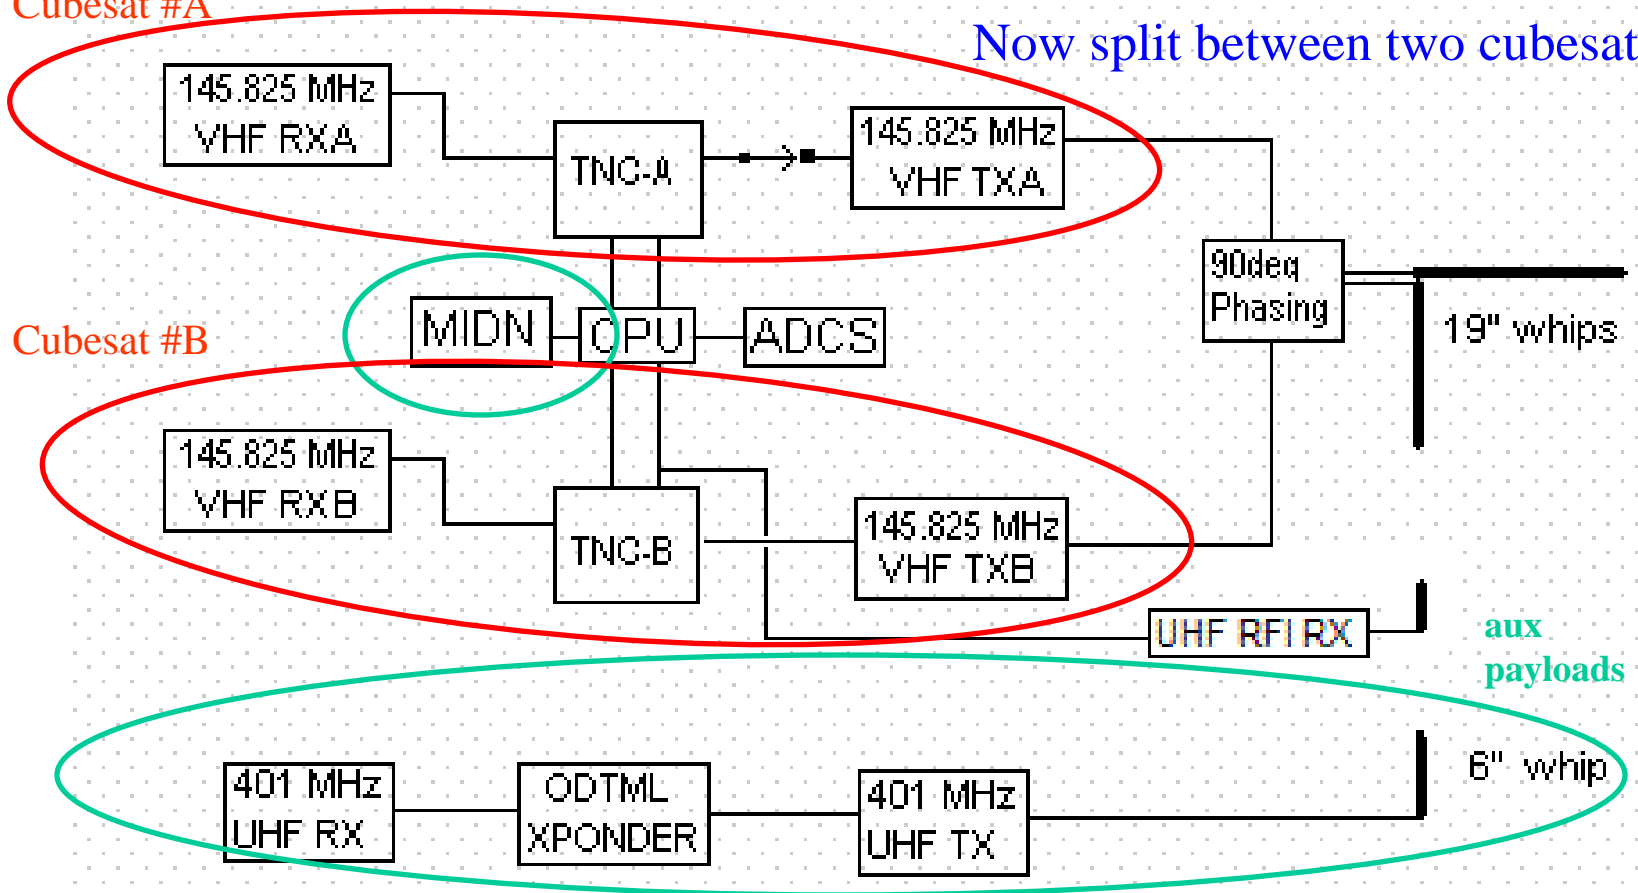 Cubesat #A
Now split between two cubesat
145.825 MHz
VHF RXA
TNC-A
145.825 MHz
VHF TXA
90deg
Phasing
19" whips
MIDN
CPU
ADCS
Cubesat #B
145.825 MHz
VHF RXB
TNC-B
145.825 MHz
VHF TXB
UHF RFI RX
aux
payloads
401 MHz
UHF RX
ODTML
XPONDER
401 MHz
UHF TX
6" whip